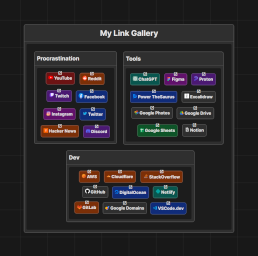 My Link Gallery
Procrastination
YouTube
Reddit
Twitch
Facebook
Instagram
Twitter
Hacker News
Discord
Tools
ChatGPT
Figma
Proton
Power Thesaurus
Excalidraw
Google Photos
Google Drive
Google Sheets
Notion
Dev
AWS
Cloudflare
StackOverflow
GitHub
DigitalOcean
Netlify
GitLab
Google Domains
VSCode.dev